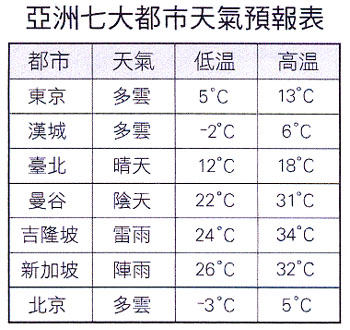 亞洲七大都市天氣預報表
都市 天氣 低溫 高溫
東京 多雲 5°C 13°C
漢城 多雲 -2°C 6°C
臺北 晴天 12°C 18°C
曼谷 陰天 22°C 31°C
吉隆坡 雷雨 24°C 34°C
新加坡 陣雨 26°C 32°C
北京 多雲 -3°C 5°C